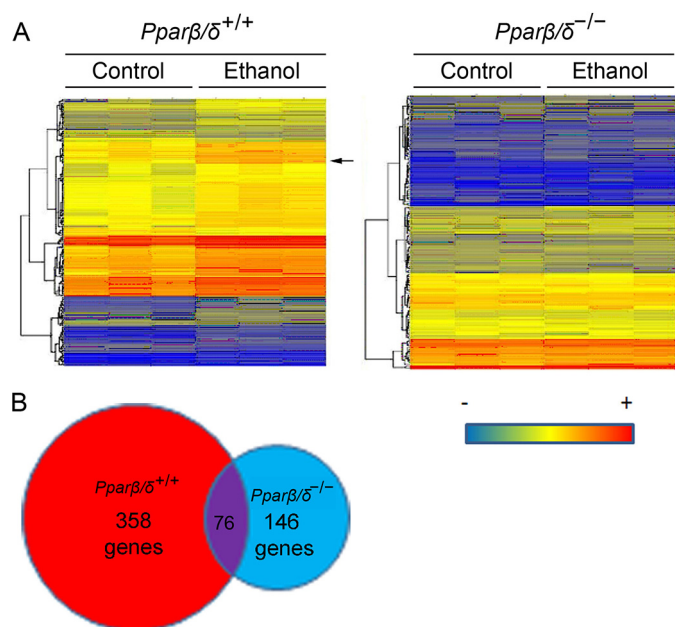 A
Pparβ/δ+/+
Pparβ/δ−/−
Control Ethanol
Control Ethanol
- +
B
Pparβ/δ+/+
358
genes
76
Pparβ/δ−/−
146
genes